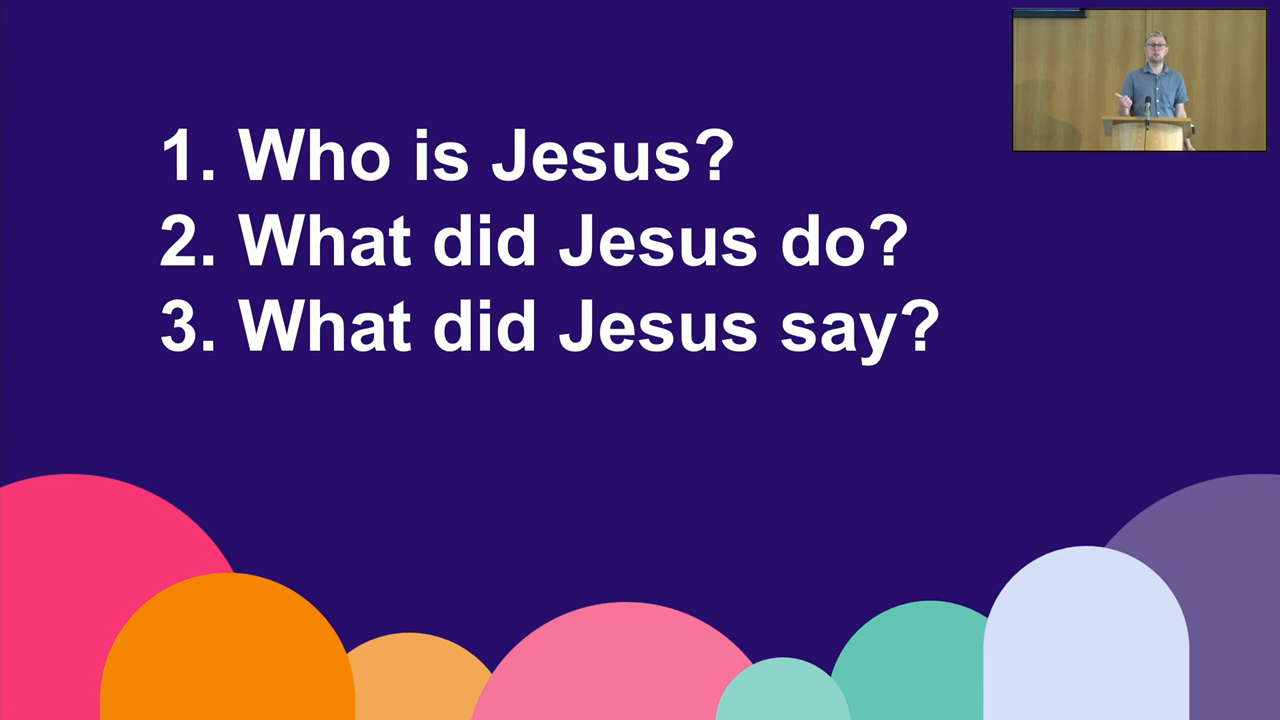 1. Who is Jesus?
2. What did Jesus do?
3. What did Jesus say?